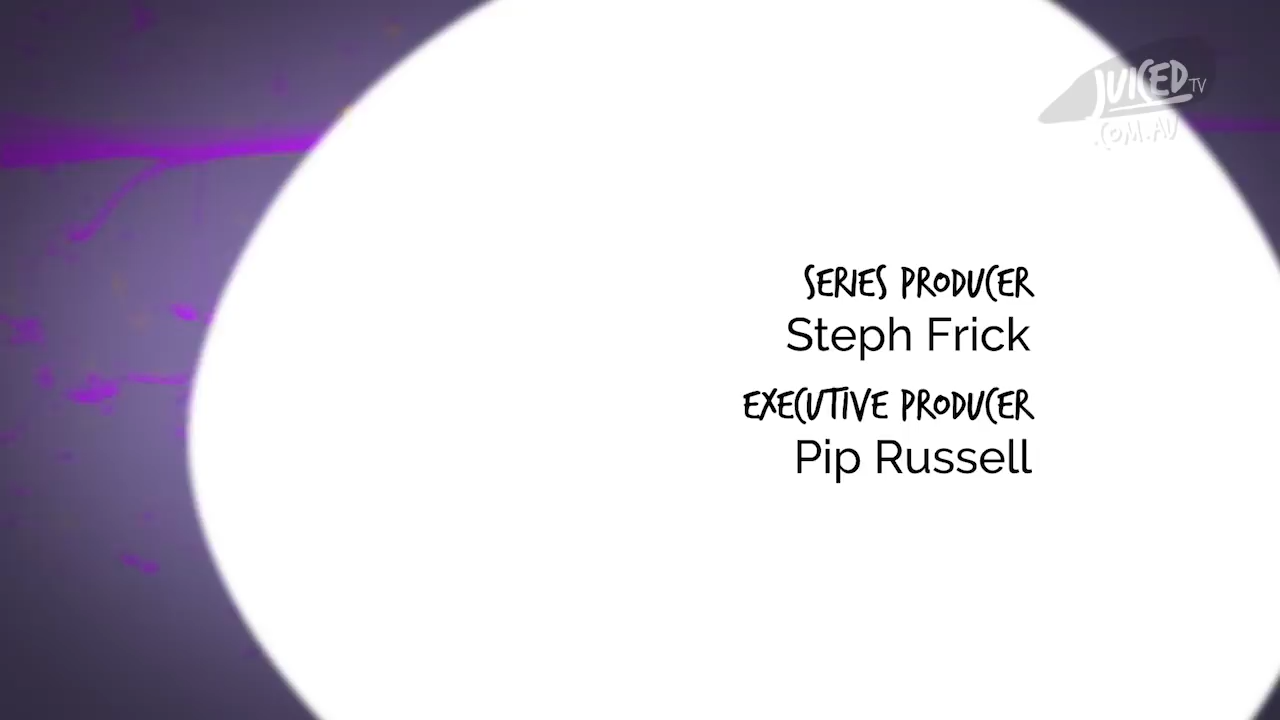 JUICED TV
.COM.AU
SERIES PRODUCER
Steph Frick
EXECUTIVE PRODUCER
Pip Russell